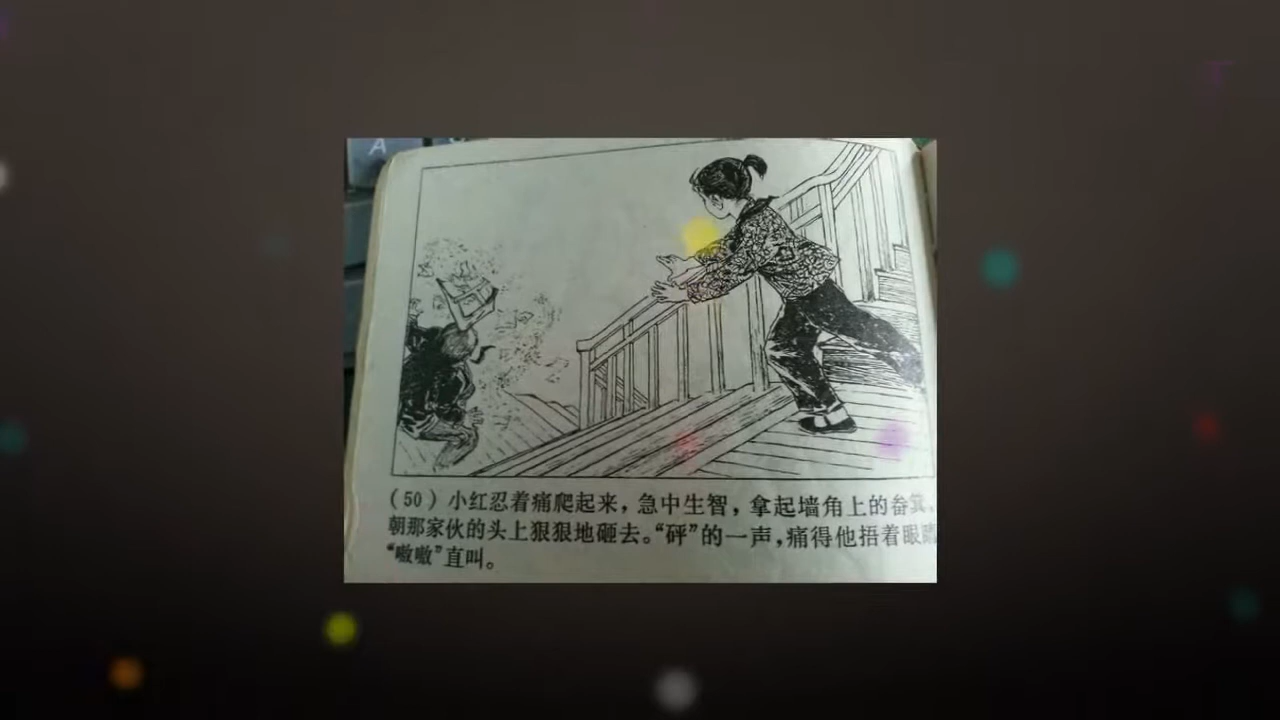 A
(50)小红忍着痛爬起来,急中生智,拿起墙角上的畚箕,
朝那家伙的头上狠狠地砸去。“砰”的一声,痛得他捂着眼睛
“嗷嗷”直叫。